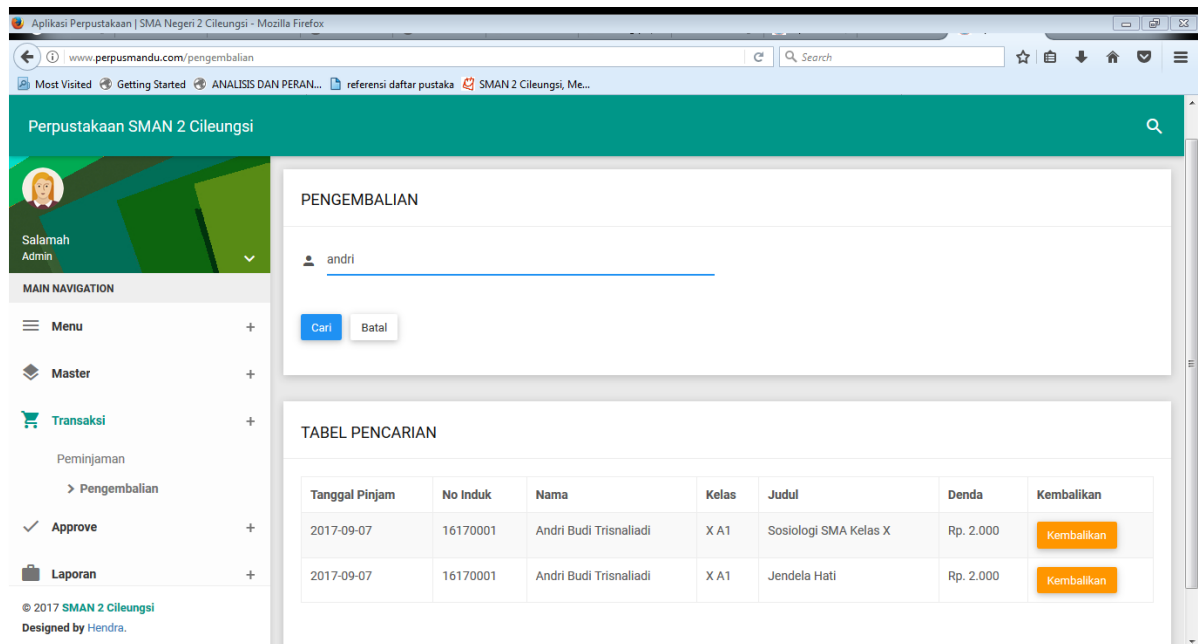 Aplikasi Perpustakaan | SMA Negeri 2 Cileungsi - Mozilla Firefox
www.perpusmandu.com/pengembalian
Search
Most Visited Getting Started ANALISIS DAN PERAN... referensi daftar pustaka SMAN 2 Cileungsi, Me...
Perpustakaan SMAN 2 Cileungsi
Salamah
Admin
MAIN NAVIGATION
Menu +
Master +
Transaksi +
Peminjaman
> Pengembalian
Approve +
Laporan +
© 2017 SMAN 2 Cileungsi
Designed by Hendra.
PENGEMBALIAN
andri
Cari Batal
TABEL PENCARIAN
Tanggal Pinjam No Induk Nama Kelas Judul Denda Kembalikan
2017-09-07 16170001 Andri Budi Trisnaliadi X A1 Sosiologi SMA Kelas X Rp. 2.000 Kembalikan
2017-09-07 16170001 Andri Budi Trisnaliadi X A1 Jendela Hati Rp. 2.000 Kembalikan